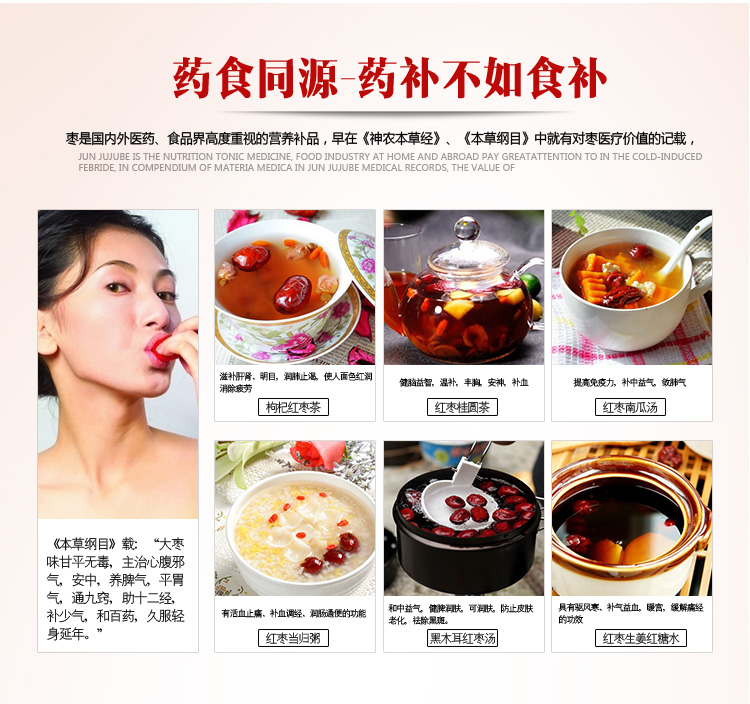 药食同源-药补不如食补
枣是国内外医药、食品界高度重视的营养补品，早在《神农本草经》、《本草纲目》中就有对枣医疗价值的记载，
JUN JUJUBE IS THE NUTRITION TONIC MEDICINE, FOOD INDUSTRY AT HOME AND ABROAD PAY GREATATTENTION TO IN THE COLD-INDUCED
FEBRIDE, IN COMPENDIUM OF MATERIA MEDICA IN JUN JUJUBE MEDICAL RECORDS, THE VALUE OF
滋补肝肾、明目，润肺止渴，使人面色红润
消除疲劳
枸杞红枣茶
健脑益智，温补，丰胸，安神，补血
红枣桂圆茶
提高免疫力，补中益气，敛肺气
红枣南瓜汤
《本草纲目》载：“大枣
味甘平无毒，主治心腹邪
气，安中，养脾气，平胃
气，通九窍，助十二经，
补少气，和百药，久服轻
身延年。”
有活血止痛、补血调经、润肠通便的功能
红枣当归粥
和中益气，健脾润肤，可润肤，防止皮肤
老化，祛除黑斑。
黑木耳红枣汤
具有驱风寒、补气益血，暖宫，缓解痛经
的功效
红枣生姜红糖水